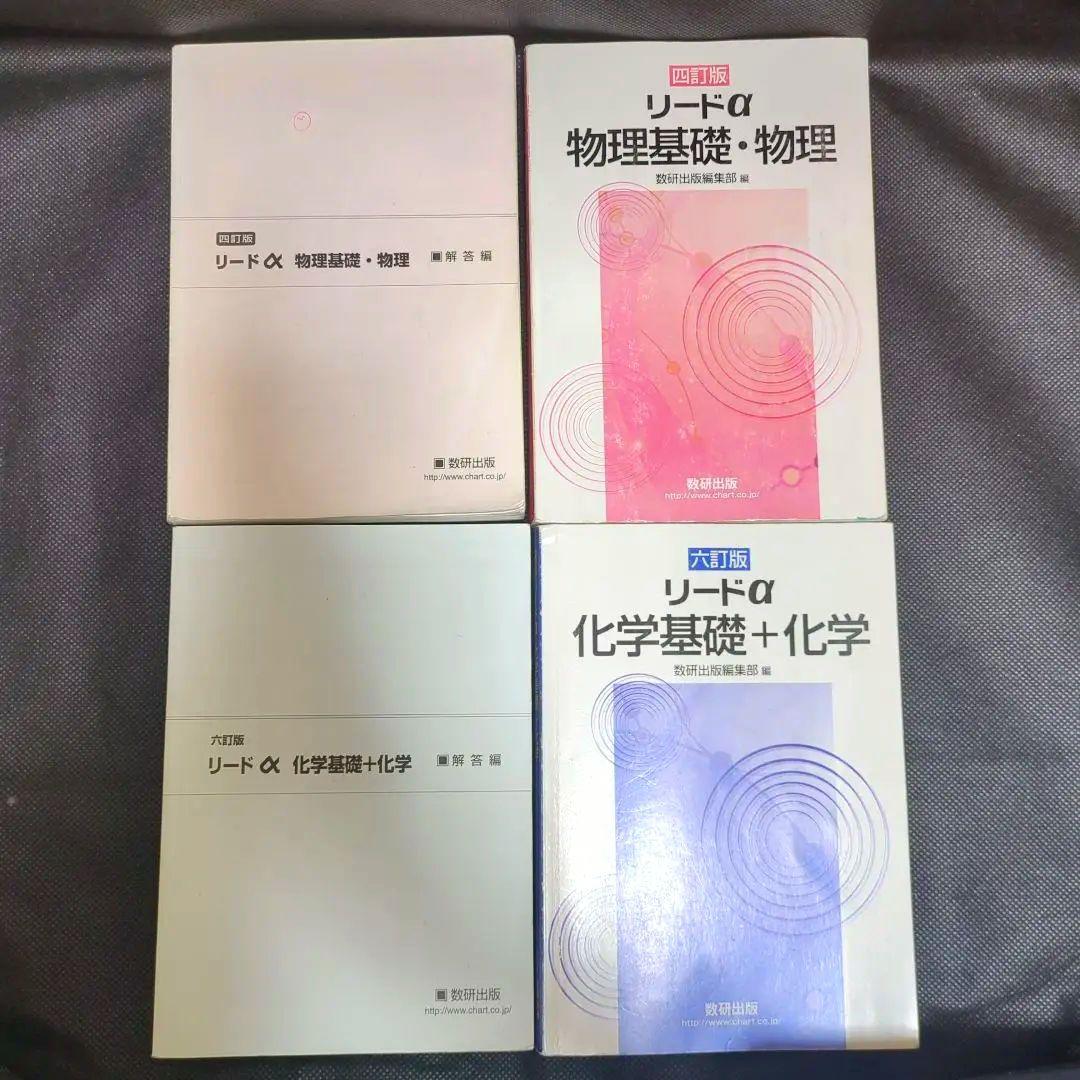 四訂版
リードα 物理基礎・物理 ■解答編
数研出版
http://www.chart.co.jp/
四訂版
リードα
物理基礎・物理
数研出版編集部 編
数研出版
http://www.chart.co.jp/
六訂版
リードα 化学基礎+化学 ■解答編
数研出版
http://www.chart.co.jp/
六訂版
リードα
化学基礎+化学
数研出版編集部 編
数研出版
http://www.chart.co.jp/